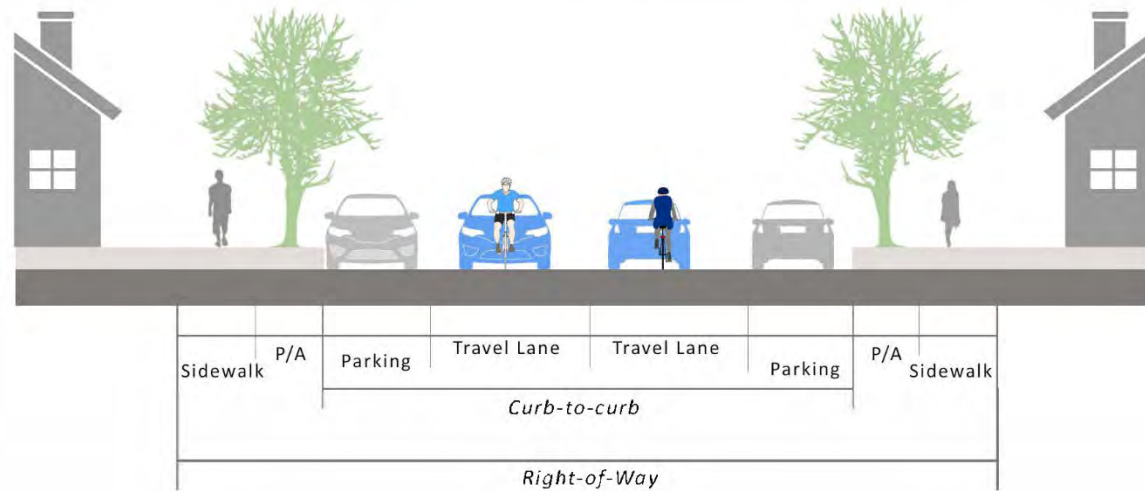 Sidewalk
P/A
Parking
Travel Lane
Travel Lane
Parking
P/A
Sidewalk
Curb-to-curb
Right-of-Way